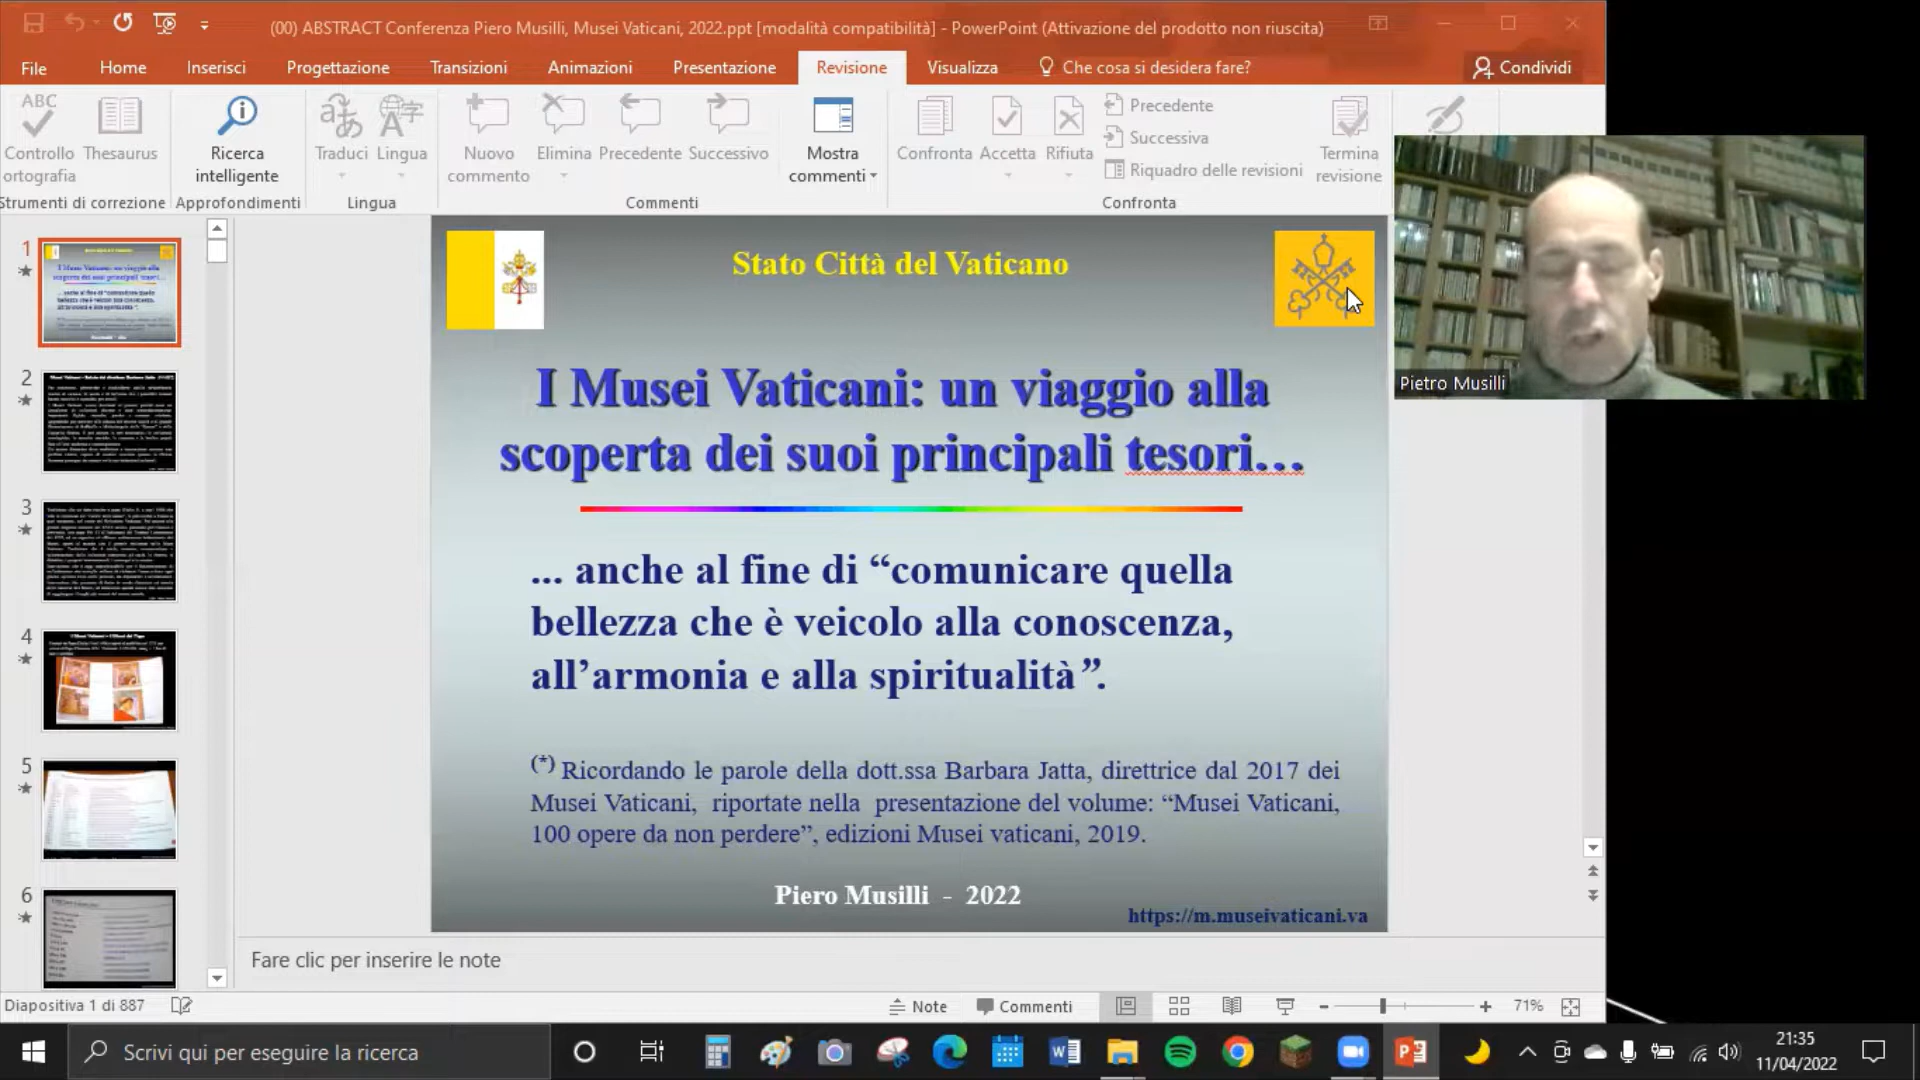 (00) ABSTRACT Conferenza Piero Musilli, Musei Vaticani, 2022.ppt [modalità compatibilità] - PowerPoint (Attivazione del prodotto non riuscita)
File Home Inserisci Progettazione Transizioni Animazioni Presentazione Revisione Visualizza Che cosa si desidera fare? Condividi
ABC
Controllo ortografia
Thesaurus
Ricerca intelligente
Traduci
Lingua
Nuovo commento
Elimina
Precedente
Successivo
Mostra commenti
Confronta
Accetta
Rifiuta
Precedente
Successiva
Riquadro delle revisioni
Termina revisione
Strumenti di correzione Approfondimenti Lingua Commenti Confronta
Pietro Musilli
1
2
3
4
5
6
Stato Città del Vaticano
I Musei Vaticani: un viaggio alla
scoperta dei suoi principali tesori…
... anche al fine di “comunicare quella
bellezza che è veicolo alla conoscenza,
all’armonia e alla spiritualità”.
(*) Ricordando le parole della dott.ssa Barbara Jatta, direttrice dal 2017 dei
Musei Vaticani, riportate nella presentazione del volume: “Musei Vaticani,
100 opere da non perdere”, edizioni Musei vaticani, 2019.
Piero Musilli - 2022
https://m.museivaticani.va
Fare clic per inserire le note
Diapositiva 1 di 887 Note Commenti 71%
Scrivi qui per eseguire la ricerca
21:35
11/04/2022